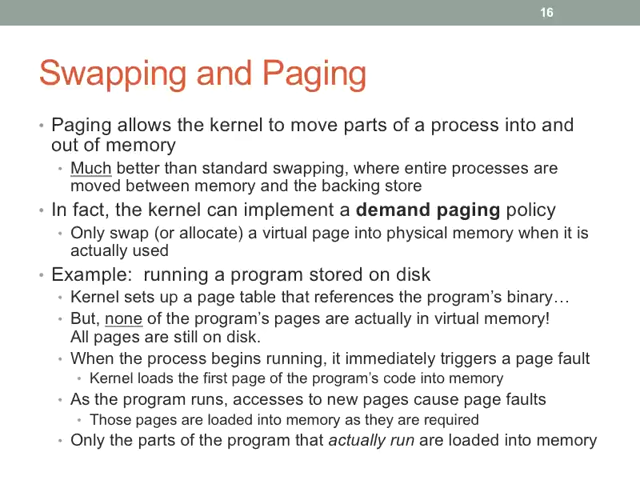 16
Swapping and Paging
• Paging allows the kernel to move parts of a process into and
out of memory
• Much better than standard swapping, where entire processes are
moved between memory and the backing store
• In fact, the kernel can implement a demand paging policy
• Only swap (or allocate) a virtual page into physical memory when it is
actually used
• Example: running a program stored on disk
• Kernel sets up a page table that references the program's binary…
• But, none of the program's pages are actually in virtual memory!
All pages are still on disk.
• When the process begins running, it immediately triggers a page fault
• Kernel loads the first page of the program's code into memory
• As the program runs, accesses to new pages cause page faults
• Those pages are loaded into memory as they are required
• Only the parts of the program that actually run are loaded into memory